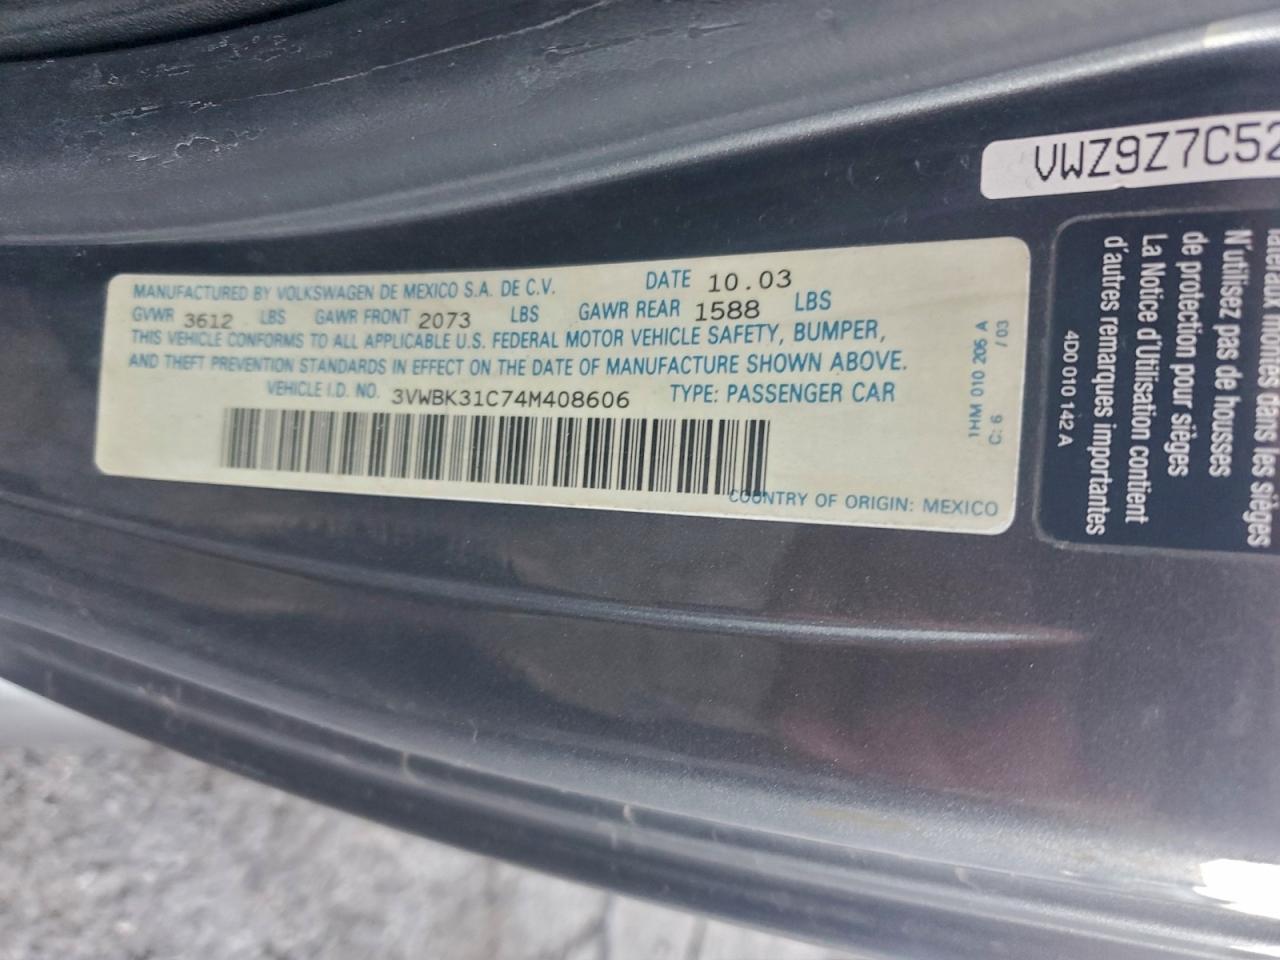 VWZ9Z7C52
MANUFACTURED BY VOLKSWAGEN DE MEXICO S.A. DE C.V. DATE 10.03
GVWR 3612 LBS GAWR FRONT 2073 LBS GAWR REAR 1588 LBS
THIS VEHICLE CONFORMS TO ALL APPLICABLE U.S. FEDERAL MOTOR VEHICLE SAFETY, BUMPER,
AND THEFT PREVENTION STANDARDS IN EFFECT ON THE DATE OF MANUFACTURE SHOWN ABOVE.
VEHICLE I.D. NO. 3VWBK31C74M408606 TYPE: PASSENGER CAR
COUNTRY OF ORIGIN: MEXICO
1HM 010 206 A
C: 6 / 03
dans les sièges
N'utilisez pas de housses
de protection pour sièges
La Notice d'Utilisation contient
d'autres remarques importantes
4D0 010 142 A